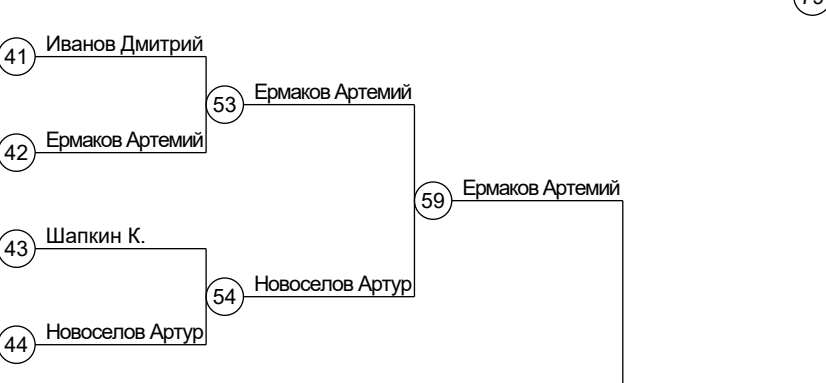 41 Иванов Дмитрий
53 Ермаков Артемий
42 Ермаков Артемий
59 Ермаков Артемий
43 Шапкин К.
54 Новоселов Артур
44 Новоселов Артур